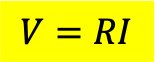 V = RI